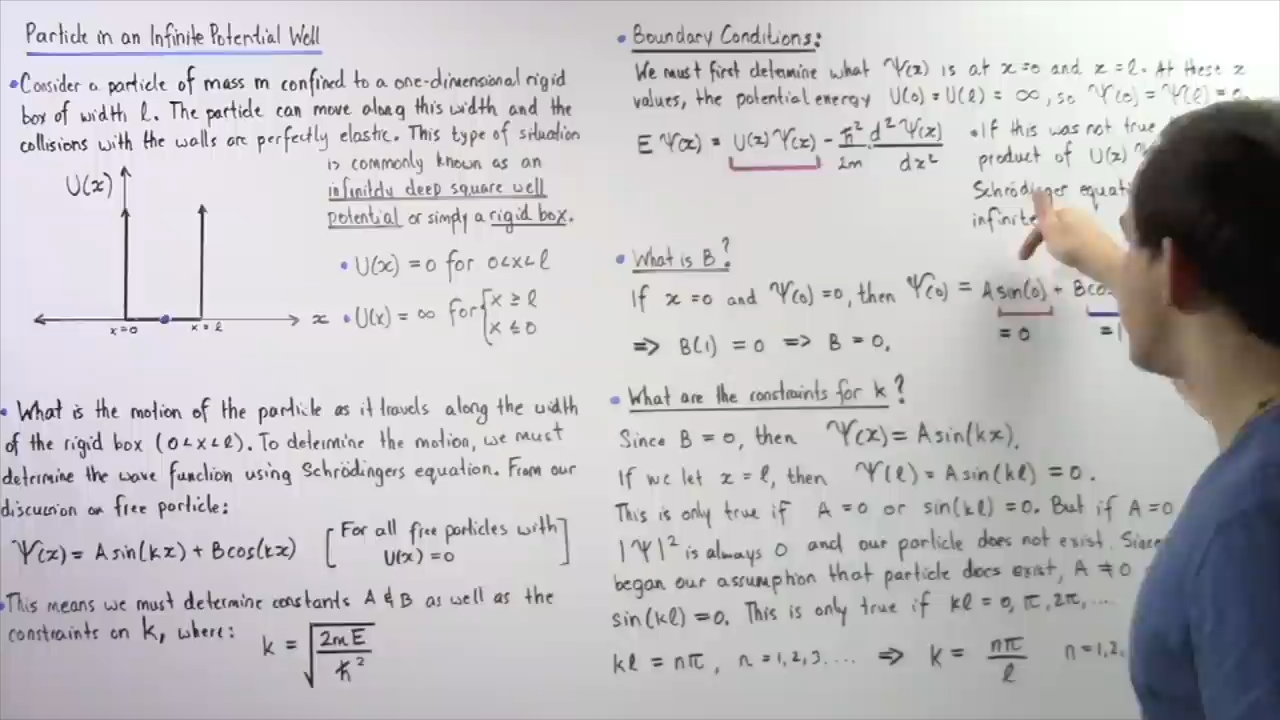 Particle in an Infinite Potential Well
• Consider a particle of mass m confined to a one-dimensional rigid
box of width l. The particle can move along this width and the
collisions with the walls are perfectly elastic. This type of situation
is commonly known as an
infinitely deep square well
potential or simply a rigid box.
U(x)
• U(x) = 0 for 0<x<l
x • U(x) = ∞ for { x ≥ l
x ≤ 0
x=0 x=l
• What is the motion of the particle as it travels along the width
of the rigid box (0<x<l). To determine the motion, we must
determine the wave function using Schrödingers equation. From our
discussion on free particle:
Ψ(x) = A sin(kx) + B cos(kx) [For all free particles with
U(x) = 0]
• This means we must determine constants A & B as well as the
constraints on k, where: k = √(2mE/ħ²)
• Boundary Conditions:
We must first determine what Ψ(x) is at x=0 and x=l. At these x
values, the potential energy U(0) = U(l) = ∞, so Ψ(0) = Ψ(l) = 0.
E Ψ(x) = U(x) Ψ(x) - ħ²/2m d²Ψ(x)/dx²
• If this was not true
product of U(x)
Schrödinger
infinite
• What is B?
If x=0 and Ψ(0)=0, then Ψ(0) = A sin(0) + B
= 0 = 1
=> B(1) = 0 => B = 0.
• What are the constraints for k?
Since B = 0, then Ψ(x) = A sin(kx).
If we let x = l, then Ψ(l) = A sin(kl) = 0.
This is only true if A = 0 or sin(kl) = 0. But if A = 0
|Ψ|² is always 0 and our particle does not exist. Since
began our assumption that particle does exist, A ≠ 0
sin(kl) = 0. This is only true if kl = 0, π, 2π, ...
kl = nπ, n = 1, 2, 3.... => k = nπ/l n = 1, 2,